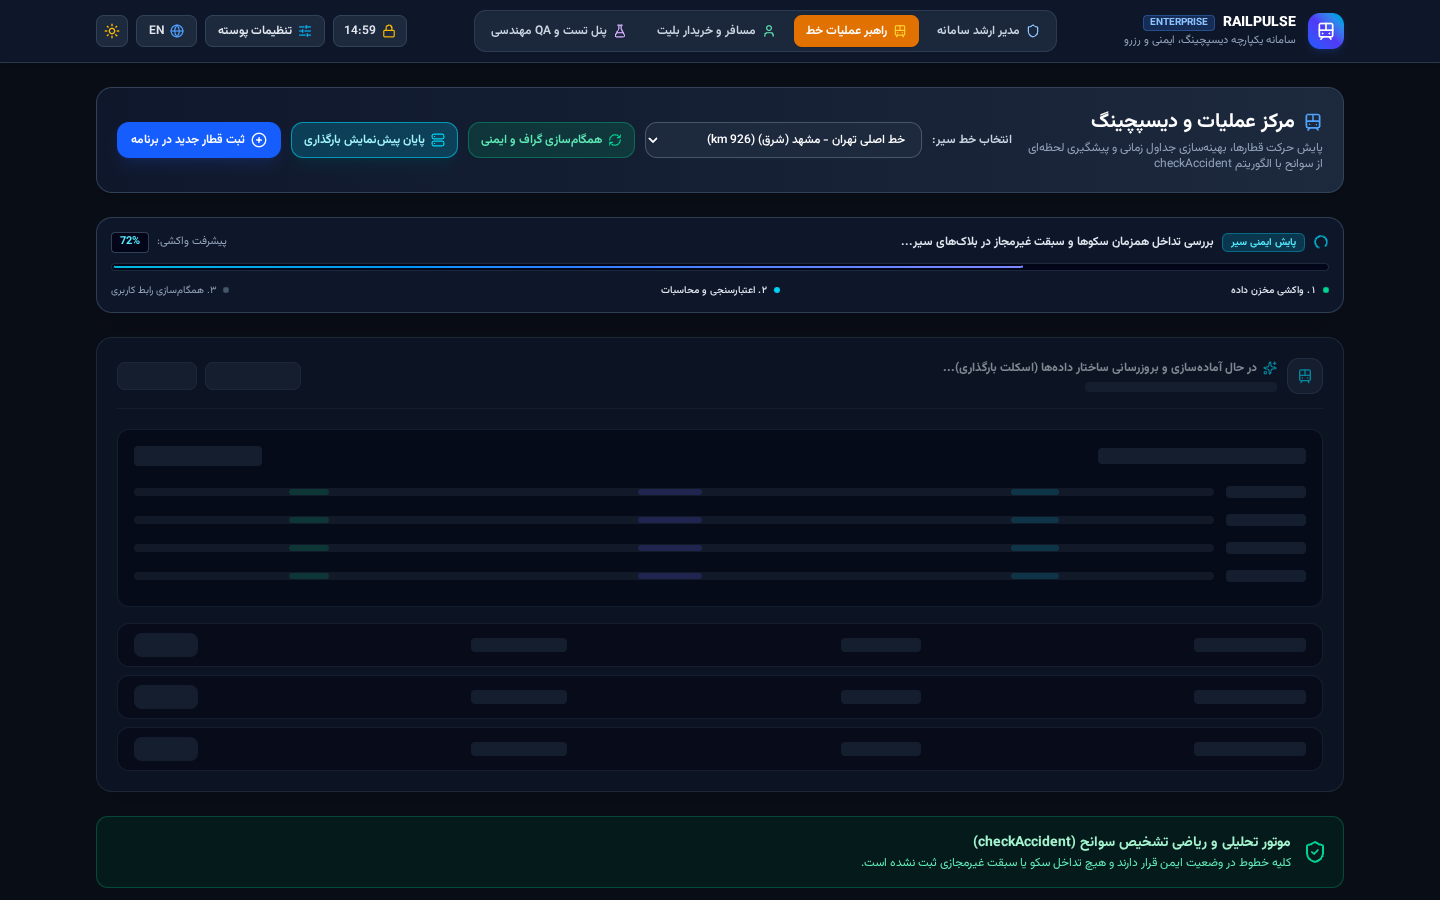 RAILPULSE ENTERPRISE
سامانه یکپارچه دیسپچینگ، ایمنی و رزرو
مدیر ارشد سامانه
راهبر عملیات خط
مسافر و خریدار بلیت
پنل تست و QA مهندسی
14:59
تنظیمات پوسته
EN
مرکز عملیات و دیسپچینگ
پایش حرکت قطارها، بهینه‌سازی جداول زمانی و پیشگیری لحظه‌ای
از سوانح با الگوریتم checkAccident
انتخاب خط سیر:
خط اصلی تهران - مشهد (شرق) (926 km)
همگام‌سازی گراف و ایمنی
پایان پیش‌نمایش بارگذاری
ثبت قطار جدید در برنامه
پایش ایمنی سیر
بررسی تداخل همزمان سکوها و سبقت غیرمجاز در بلاک‌های سیر...
پیشرفت واکشی:
72%
۱. واکشی مخزن داده
۲. اعتبارسنجی و محاسبات
۳. همگام‌سازی رابط کاربری
در حال آماده‌سازی و بروزرسانی ساختار داده‌ها (اسکلت بارگذاری)...
موتور تحلیلی و ریاضی تشخیص سوانح (checkAccident)
کلیه خطوط در وضعیت ایمن قرار دارند و هیچ تداخل سکو یا سبقت غیرمجازی ثبت نشده است.